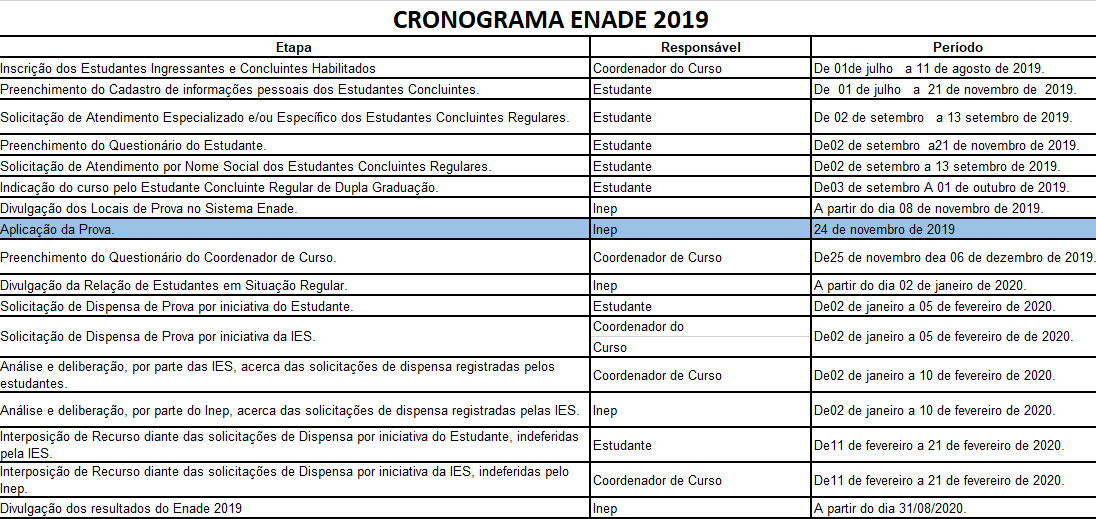 CRONOGRAMA ENADE 2019
Etapa Responsável Período
Inscrição dos Estudantes Ingressantes e Concluintes Habilitados Coordenador do Curso De 01de julho a 11 de agosto de 2019.
Preenchimento do Cadastro de informações pessoais dos Estudantes Concluintes. Estudante De 01 de julho a 21 de novembro de 2019.
Solicitação de Atendimento Especializado e/ou Específico dos Estudantes Concluintes Regulares. Estudante De 02 de setembro a 13 setembro de 2019.
Preenchimento do Questionário do Estudante. Estudante De02 de setembro a21 de novembro de 2019.
Solicitação de Atendimento por Nome Social dos Estudantes Concluintes Regulares. Estudante De02 de setembro a 13 setembro de 2019.
Indicação do curso pelo Estudante Concluinte Regular de Dupla Graduação. Estudante De03 de setembro A 01 de outubro de 2019.
Divulgação dos Locais de Prova no Sistema Enade. Inep A partir do dia 08 de novembro de 2019.
Aplicação da Prova. Inep 24 de novembro de 2019
Preenchimento do Questionário do Coordenador de Curso. Coordenador de Curso De25 de novembro dea 06 de dezembro de 2019.
Divulgação da Relação de Estudantes em Situação Regular. Inep A partir do dia 02 de janeiro de 2020.
Solicitação de Dispensa de Prova por iniciativa do Estudante. Estudante De02 de janeiro a 05 de fevereiro de 2020.
Solicitação de Dispensa de Prova por iniciativa da IES. Coordenador do
Curso De02 de janeiro a 05 de fevereiro de de 2020.
Análise e deliberação, por parte das IES, acerca das solicitações de dispensa registradas pelos
estudantes. Coordenador de Curso De02 de janeiro a 10 de fevereiro de 2020.
Análise e deliberação, por parte do Inep, acerca das solicitações de dispensa registradas pelas IES. Inep De02 de janeiro a 10 de fevereiro de 2020.
Interposição de Recurso diante das solicitações de Dispensa por iniciativa do Estudante, indeferidas
pela IES. Estudante De11 de fevereiro a 21 de fevereiro de 2020.
Interposição de Recurso diante das solicitações de Dispensa por iniciativa da IES, indeferidas pelo
Inep. Coordenador de Curso De11 de fevereiro a 21 de fevereiro de 2020.
Divulgação dos resultados do Enade 2019 Inep A partir do dia 31/08/2020.